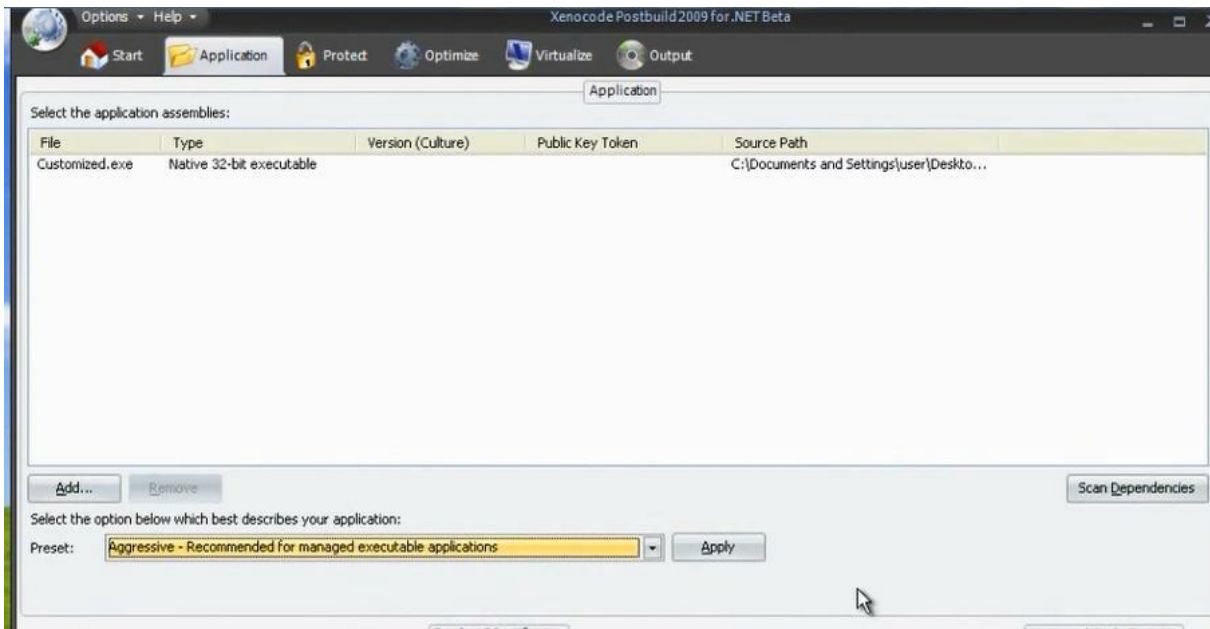 Options Help Xenocode Postbuild 2009 for .NET Beta
Start Application Protect Optimize Virtualize Output
Application
Select the application assemblies:
File Type Version (Culture) Public Key Token Source Path
Customized.exe Native 32-bit executable C:\Documents and Settings\user\Deskto...
Add... Remove Scan Dependencies
Select the option below which best describes your application:
Preset: Aggressive - Recommended for managed executable applications Apply